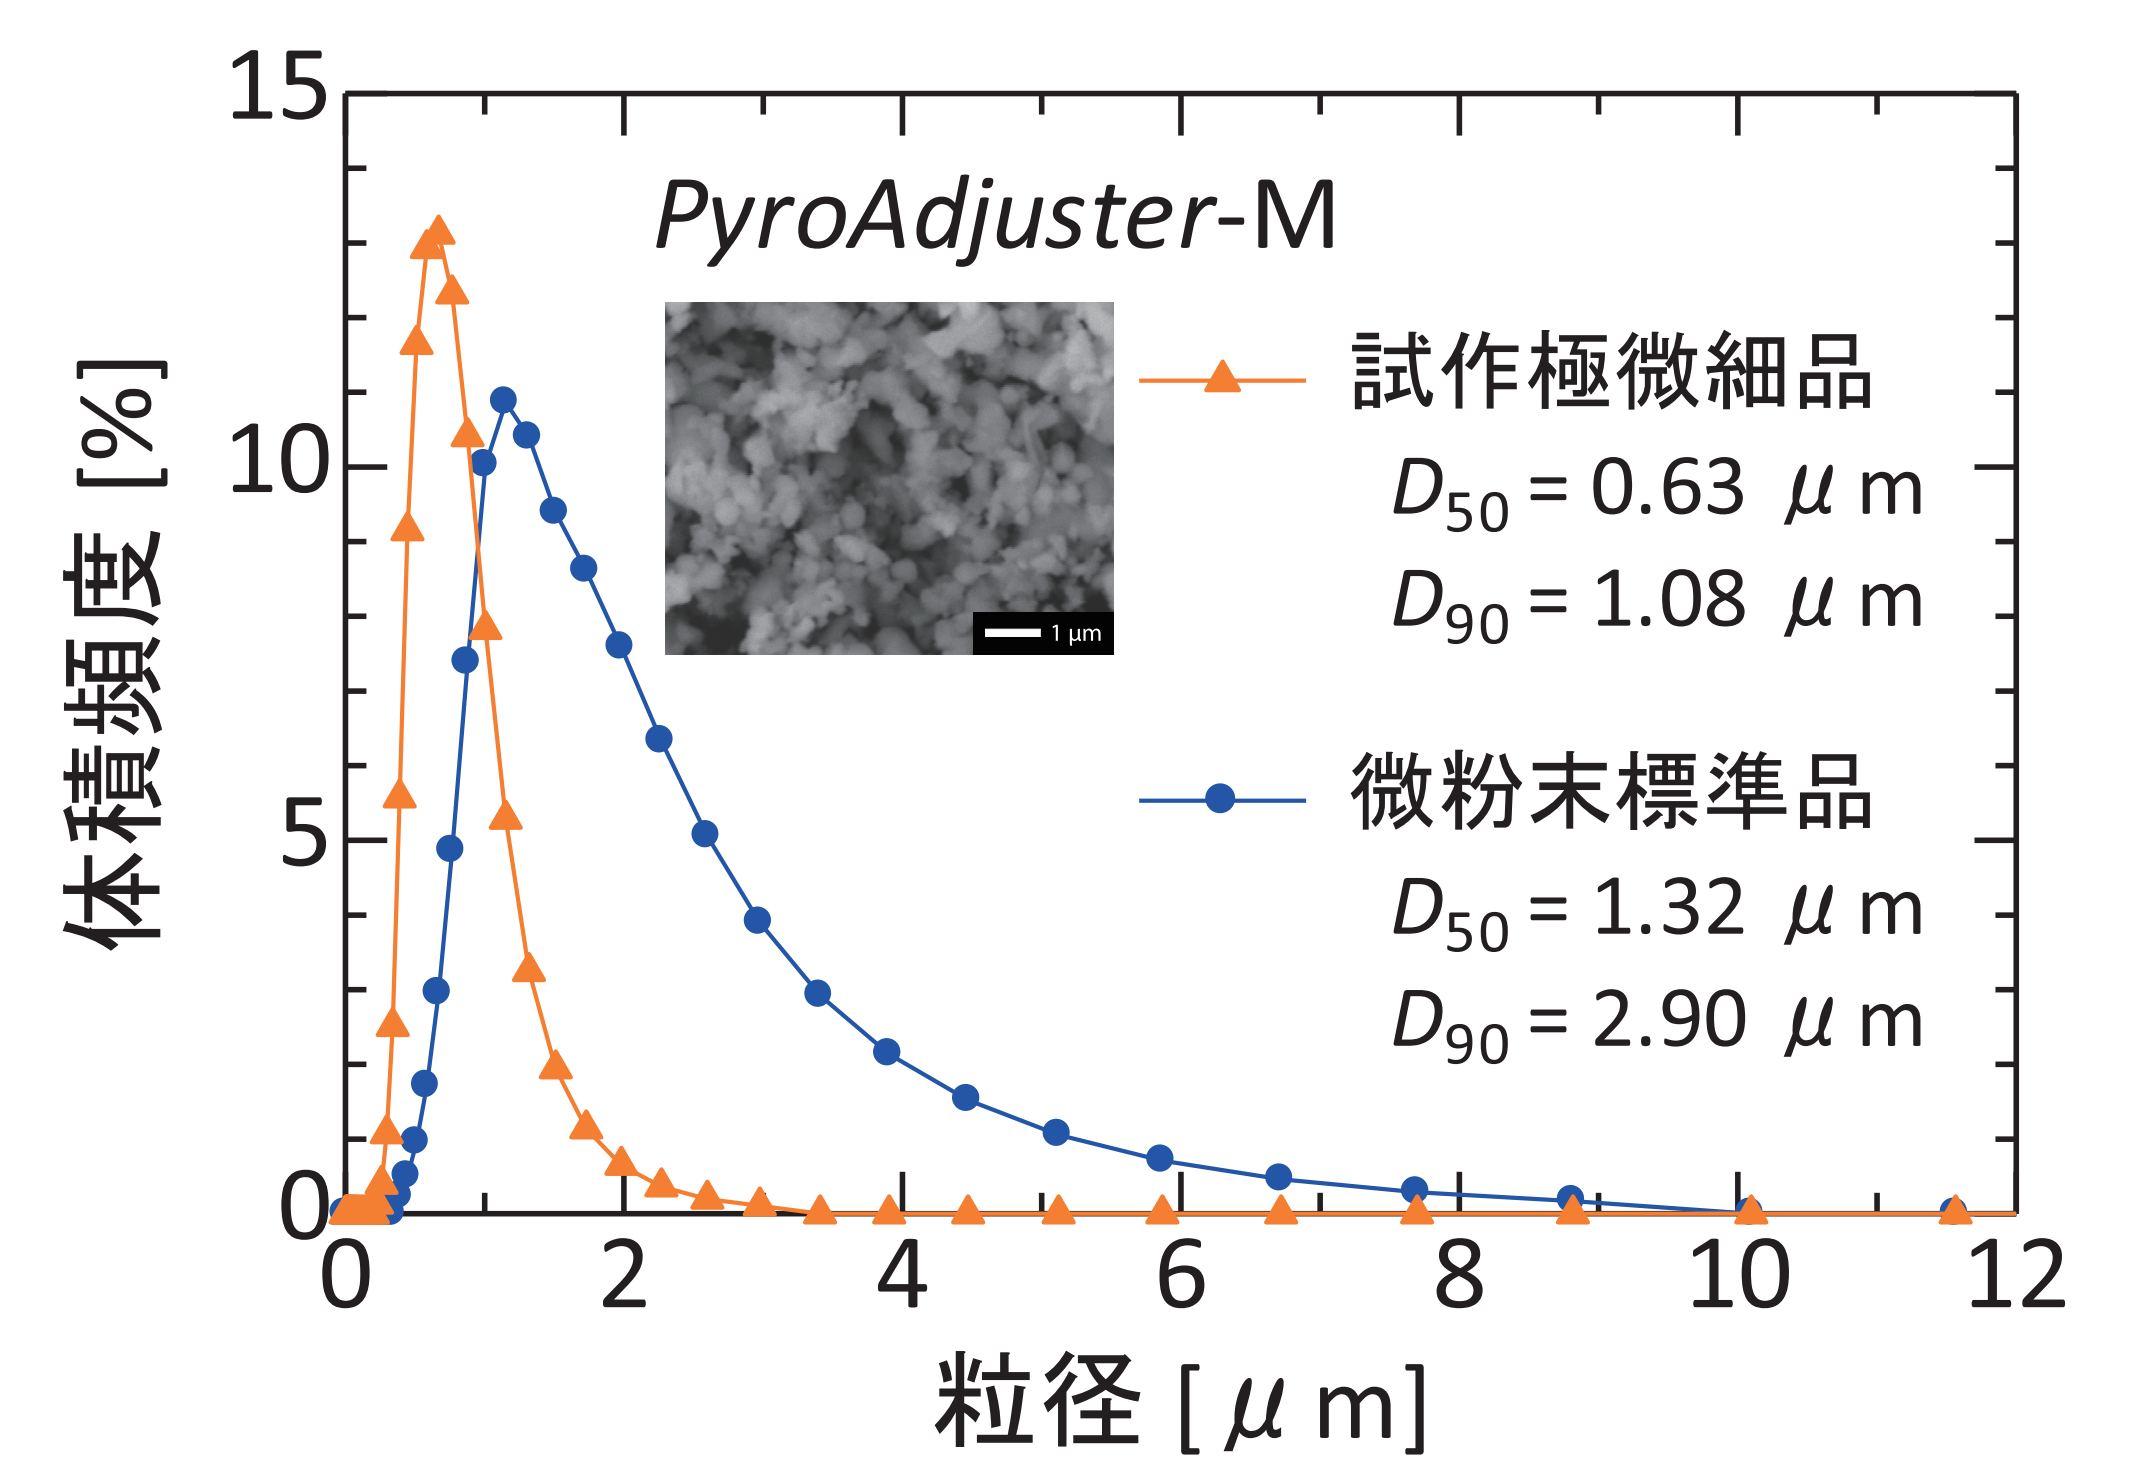 15
10
5
0
体積頻度 [%]
PyroAdjuster-M
1 μm
試作極微細品
D50 = 0.63 μm
D90 = 1.08 μm
微粉末標準品
D50 = 1.32 μm
D90 = 2.90 μm
0 2 4 6 8 10 12
粒径 [μm]